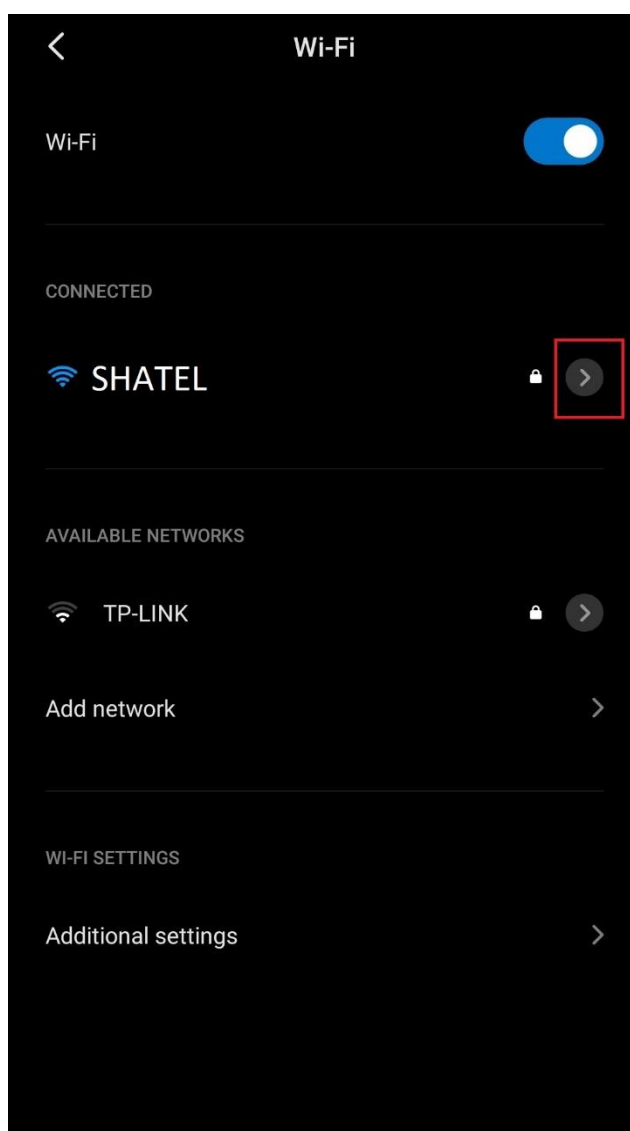 Wi-Fi
Wi-Fi
CONNECTED
SHATEL
AVAILABLE NETWORKS
TP-LINK
Add network
WI-FI SETTINGS
Additional settings